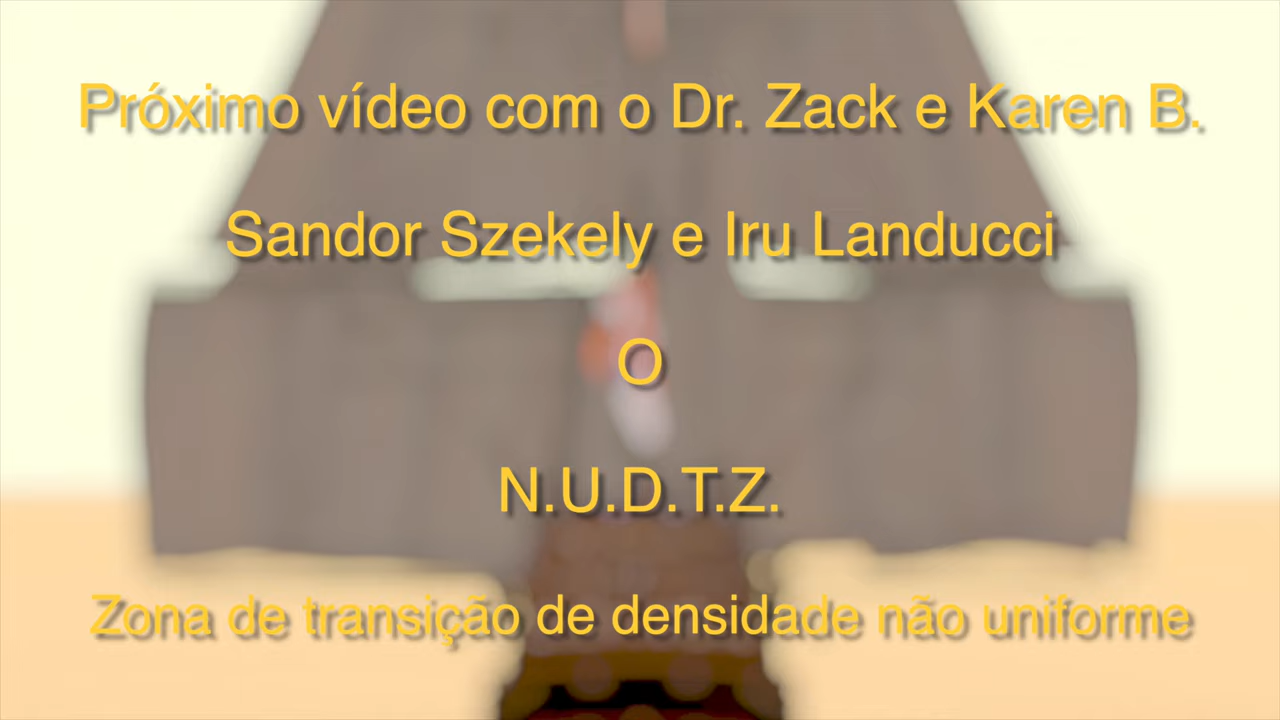 Próximo vídeo com o Dr. Zack e Karen B.
Sandor Szekely e Iru Landucci
O
N.U.D.T.Z.
Zona de transição de densidade não uniforme